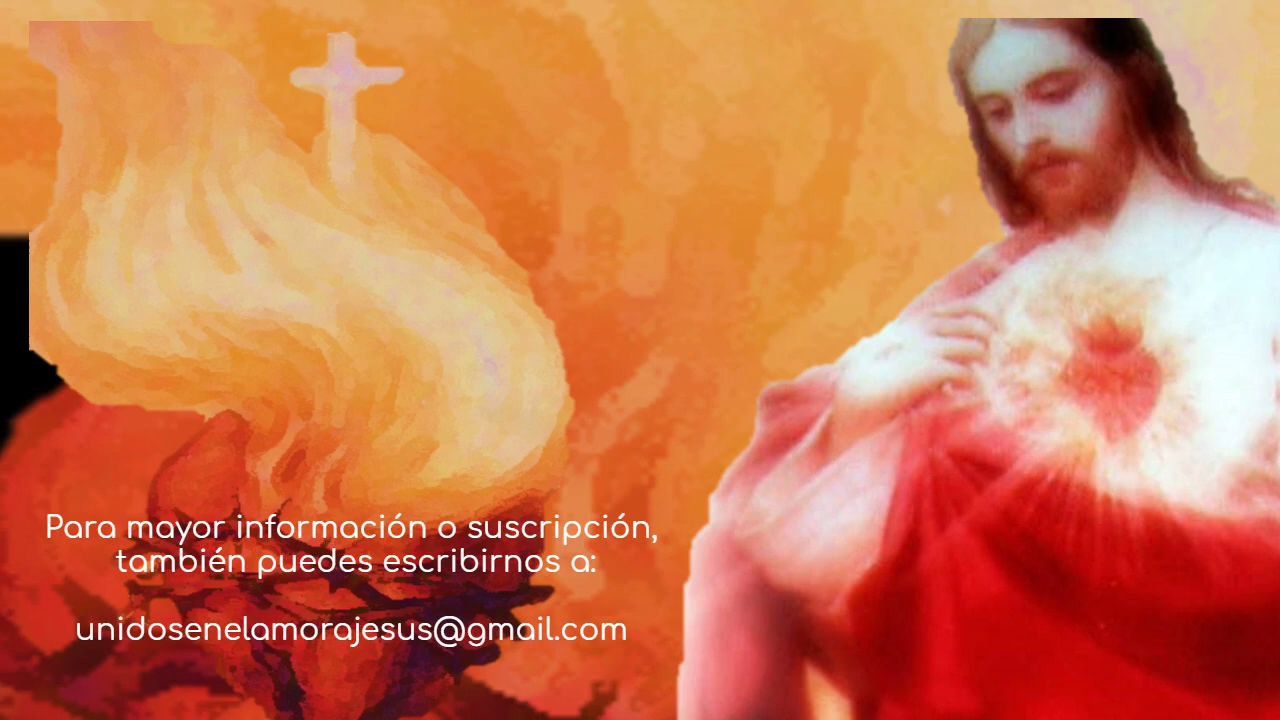 Para mayor información o suscripción,
también puedes escribirnos a:
unidosenelamorajesus@gmail.com